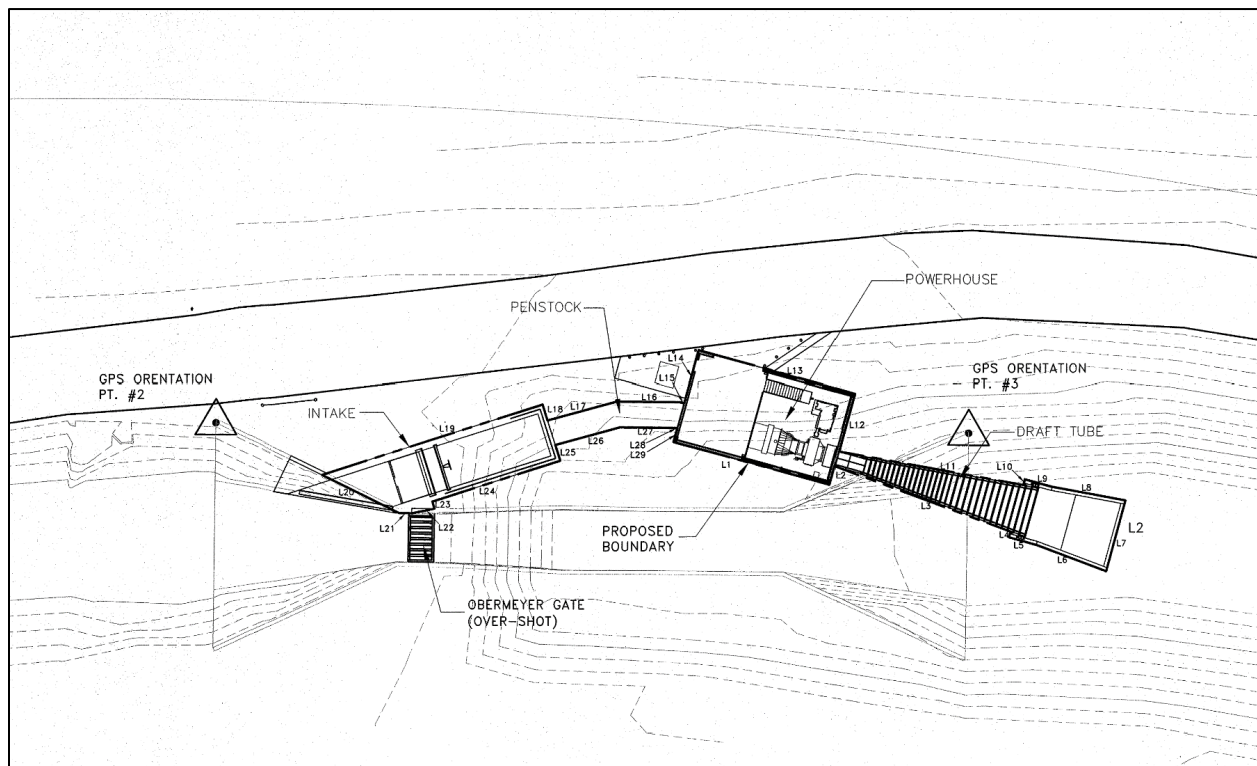 POWERHOUSE
PENSTOCK
L14
L13
GPS ORENTATION
PT. #2
GPS ORENTATION
PT. #3
L15
L16
L17
L18
INTAKE
L19
L12
DRAFT TUBE
L27
L26
L28
L29
L25
L1
L2
L11
L10
L9
L8
L20
L24
L23
L3
L21
L22
PROPOSED
BOUNDARY
L4
L5
L2
L7
L6
OBERMEYER GATE
(OVER-SHOT)